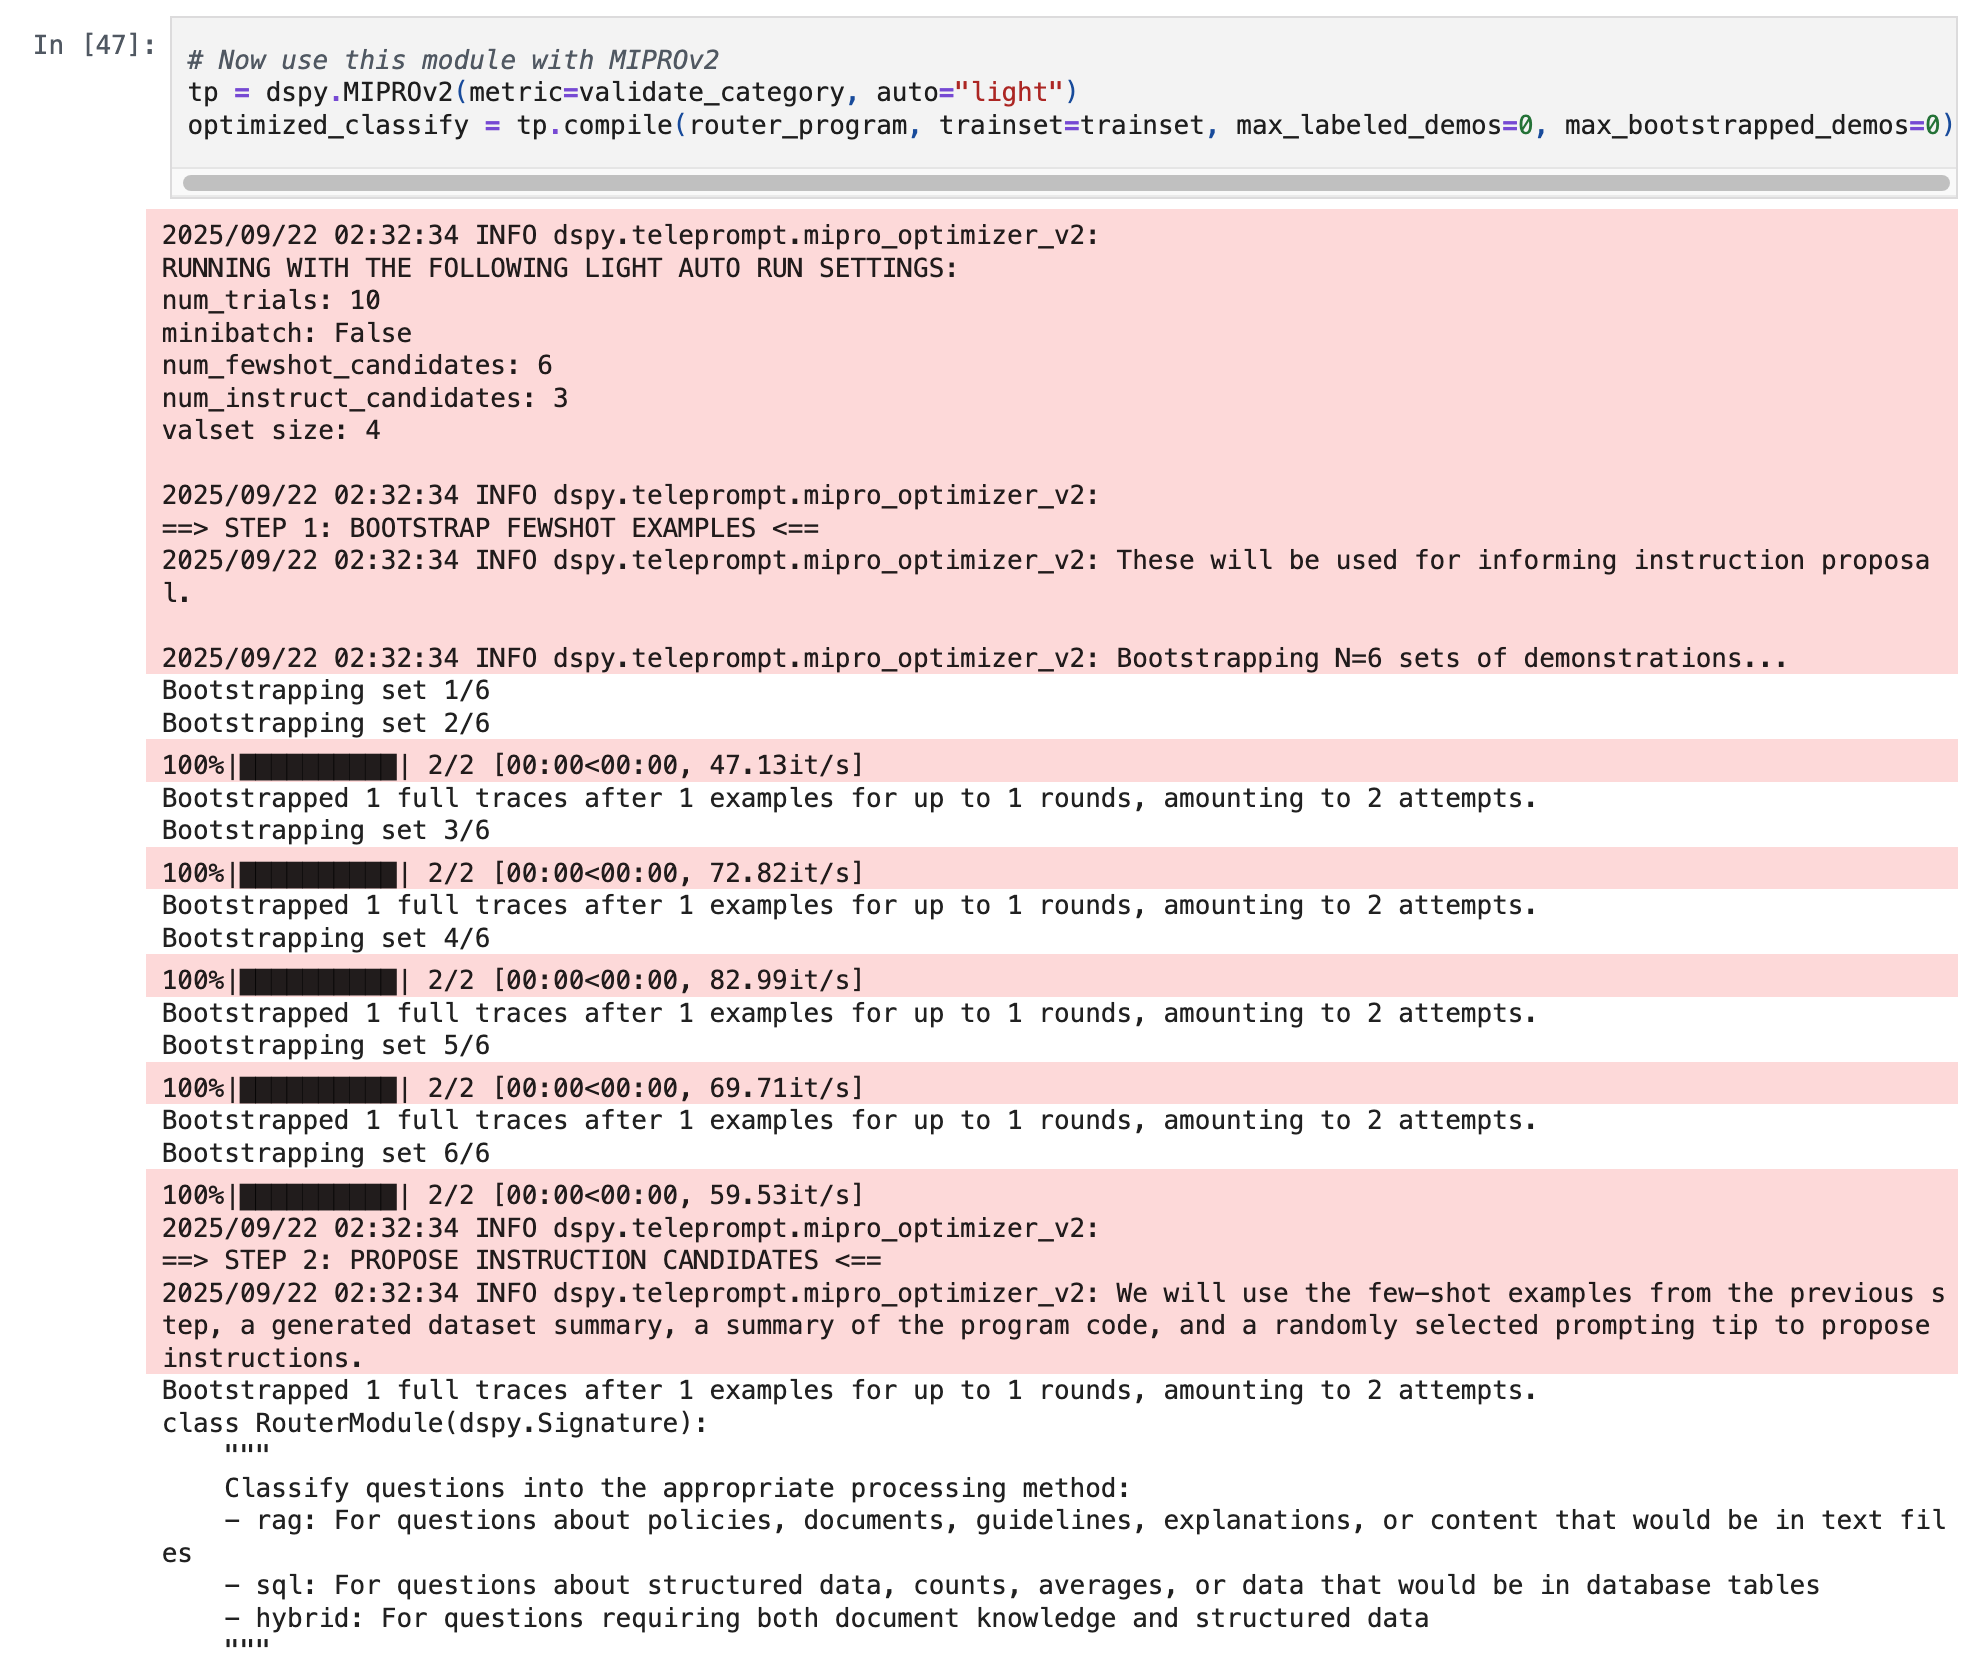 In [47]:
# Now use this module with MIPROv2
tp = dspy.MIPROv2(metric=validate_category, auto="light")
optimized_classify = tp.compile(router_program, trainset=trainset, max_labeled_demos=0, max_bootstrapped_demos=0)
2025/09/22 02:32:34 INFO dspy.teleprompt.mipro_optimizer_v2:
RUNNING WITH THE FOLLOWING LIGHT AUTO RUN SETTINGS:
num_trials: 10
minibatch: False
num_fewshot_candidates: 6
num_instruct_candidates: 3
valset size: 4
2025/09/22 02:32:34 INFO dspy.teleprompt.mipro_optimizer_v2:
==> STEP 1: BOOTSTRAP FEWSHOT EXAMPLES <==
2025/09/22 02:32:34 INFO dspy.teleprompt.mipro_optimizer_v2: These will be used for informing instruction proposa
l.
2025/09/22 02:32:34 INFO dspy.teleprompt.mipro_optimizer_v2: Bootstrapping N=6 sets of demonstrations...
Bootstrapping set 1/6
Bootstrapping set 2/6
100%|██████████| 2/2 [00:00<00:00, 47.13it/s]
Bootstrapped 1 full traces after 1 examples for up to 1 rounds, amounting to 2 attempts.
Bootstrapping set 3/6
100%|██████████| 2/2 [00:00<00:00, 72.82it/s]
Bootstrapped 1 full traces after 1 examples for up to 1 rounds, amounting to 2 attempts.
Bootstrapping set 4/6
100%|██████████| 2/2 [00:00<00:00, 82.99it/s]
Bootstrapped 1 full traces after 1 examples for up to 1 rounds, amounting to 2 attempts.
Bootstrapping set 5/6
100%|██████████| 2/2 [00:00<00:00, 69.71it/s]
Bootstrapped 1 full traces after 1 examples for up to 1 rounds, amounting to 2 attempts.
Bootstrapping set 6/6
100%|██████████| 2/2 [00:00<00:00, 59.53it/s]
2025/09/22 02:32:34 INFO dspy.teleprompt.mipro_optimizer_v2:
==> STEP 2: PROPOSE INSTRUCTION CANDIDATES <==
2025/09/22 02:32:34 INFO dspy.teleprompt.mipro_optimizer_v2: We will use the few-shot examples from the previous s
tep, a generated dataset summary, a summary of the program code, and a randomly selected prompting tip to propose
instructions.
Bootstrapped 1 full traces after 1 examples for up to 1 rounds, amounting to 2 attempts.
class RouterModule(dspy.Signature):
    """
    Classify questions into the appropriate processing method:
    - rag: For questions about policies, documents, guidelines, explanations, or content that would be in text fil
es
    - sql: For questions about structured data, counts, averages, or data that would be in database tables
    - hybrid: For questions requiring both document knowledge and structured data
    """